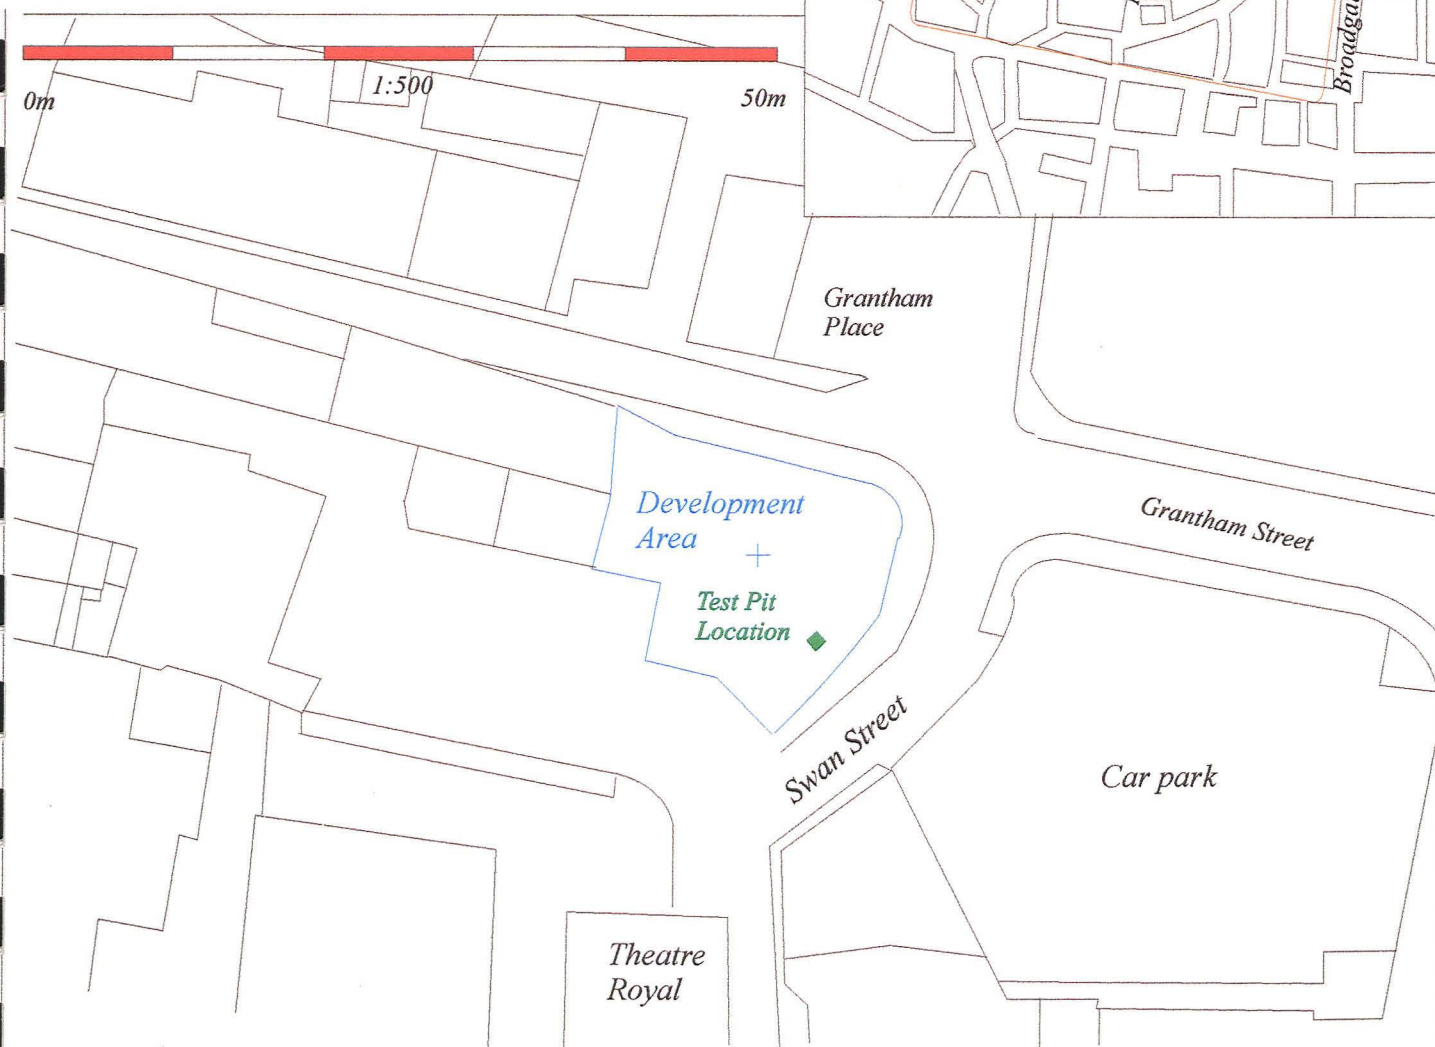 1:500
0m
50m
Grantham
Place
Development
Area
Grantham Street
Test Pit
Location
Swan Street
Car park
Theatre
Royal